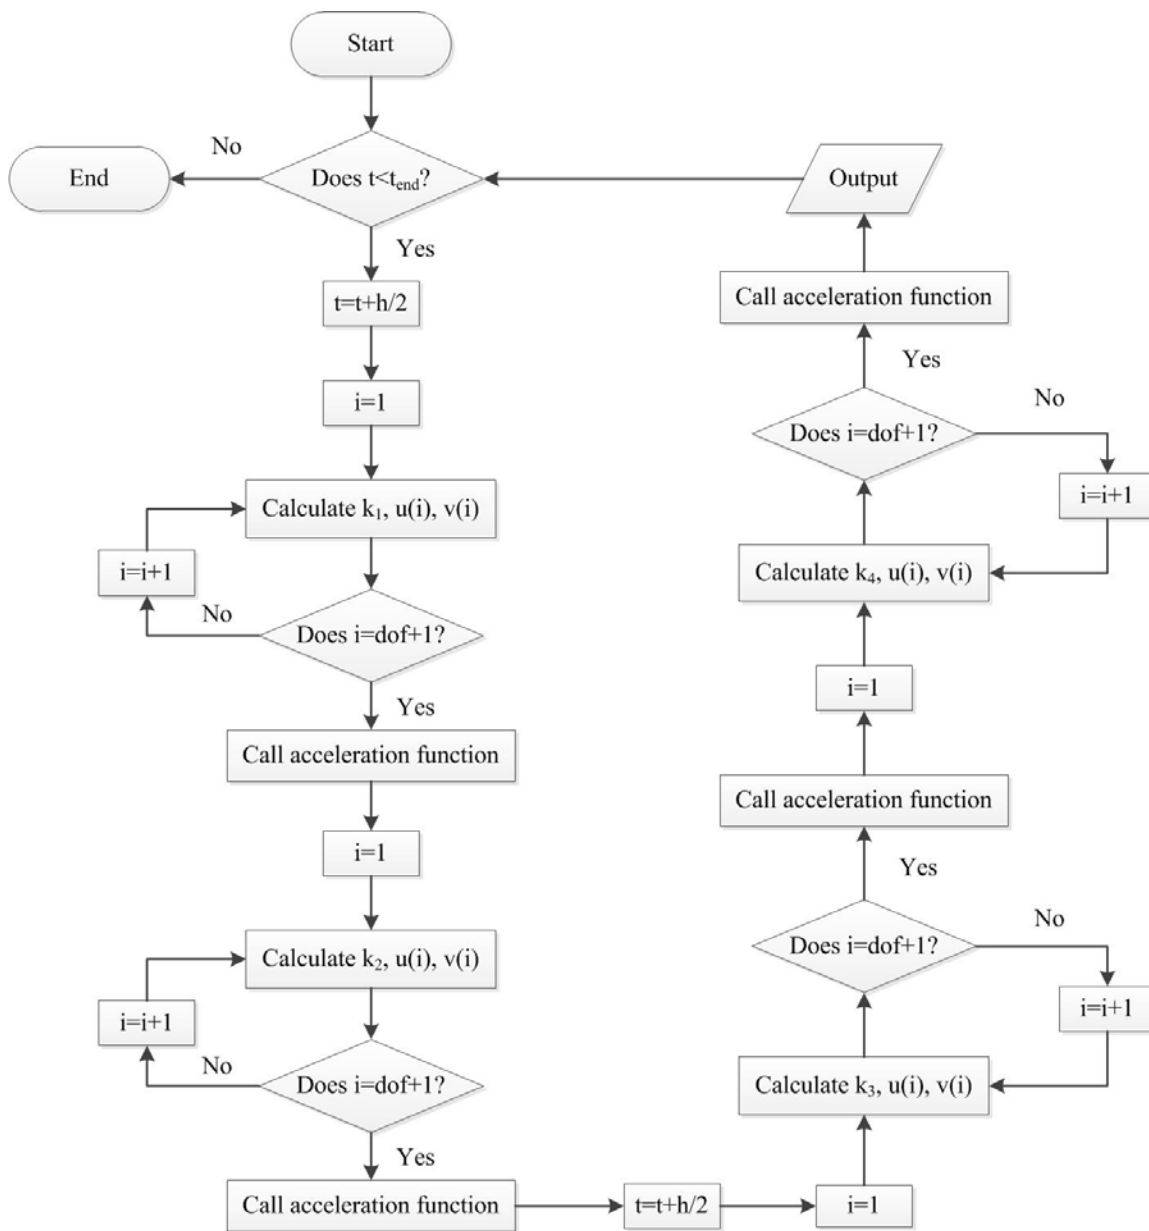 Start
No
End
Does t<t_end?
Yes
t=t+h/2
i=1
Calculate k₁, u(i), v(i)
i=i+1
No
Does i=dof+1?
Yes
Call acceleration function
i=1
Calculate k₂, u(i), v(i)
i=i+1
No
Does i=dof+1?
Yes
Call acceleration function
t=t+h/2
i=1
Calculate k₃, u(i), v(i)
i=i+1
No
Does i=dof+1?
Yes
Call acceleration function
i=1
Calculate k₄, u(i), v(i)
i=i+1
No
Does i=dof+1?
Yes
Call acceleration function
Output